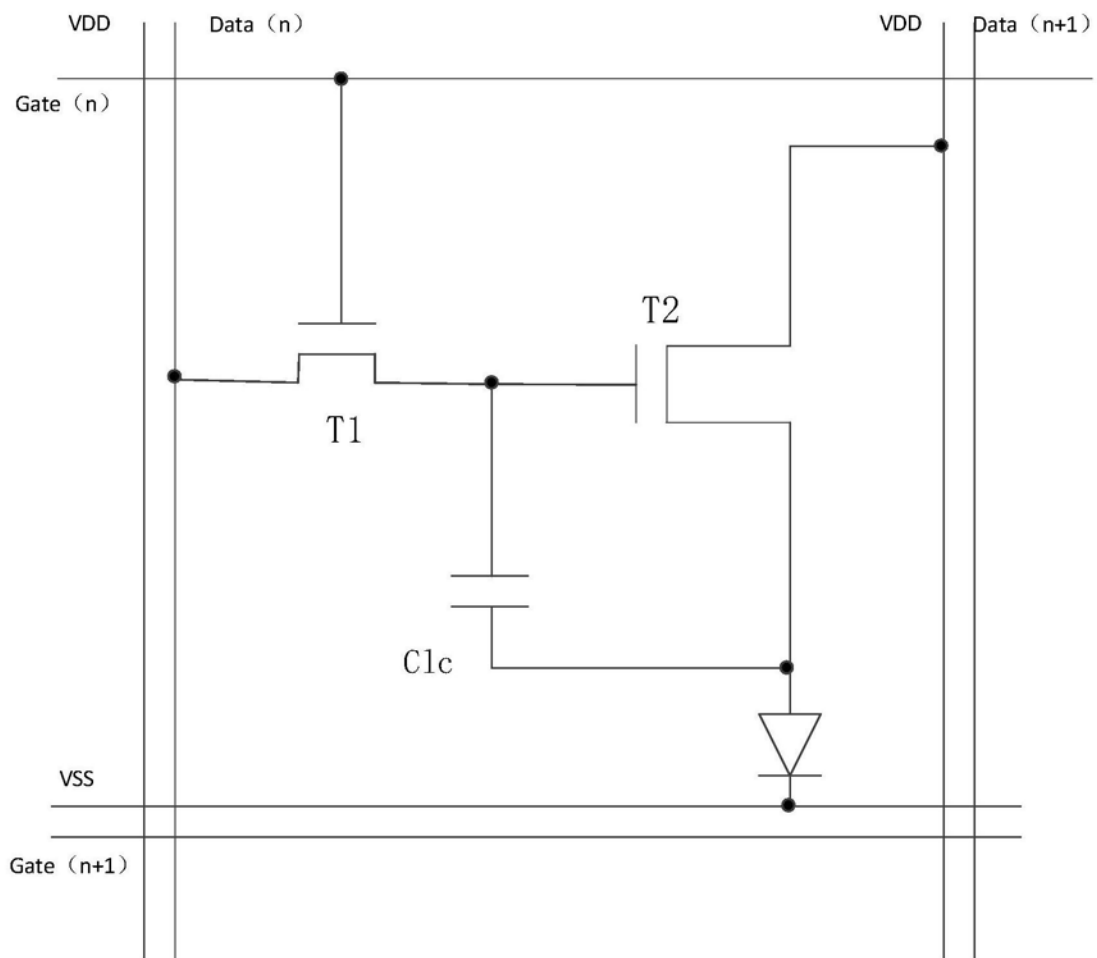 VDD
Data（n）
VDD
Data（n+1）
Gate（n）
T2
T1
Clc
VSS
Gate（n+1）